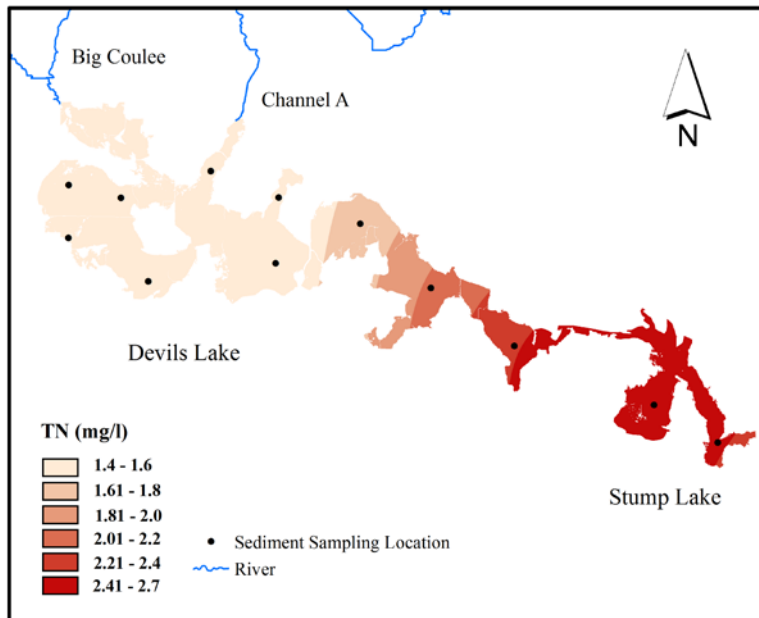 Big Coulee
Channel A
N
Devils Lake
TN (mg/l)
1.4 - 1.6
1.61 - 1.8
1.81 - 2.0
2.01 - 2.2
2.21 - 2.4
2.41 - 2.7
Sediment Sampling Location
River
Stump Lake